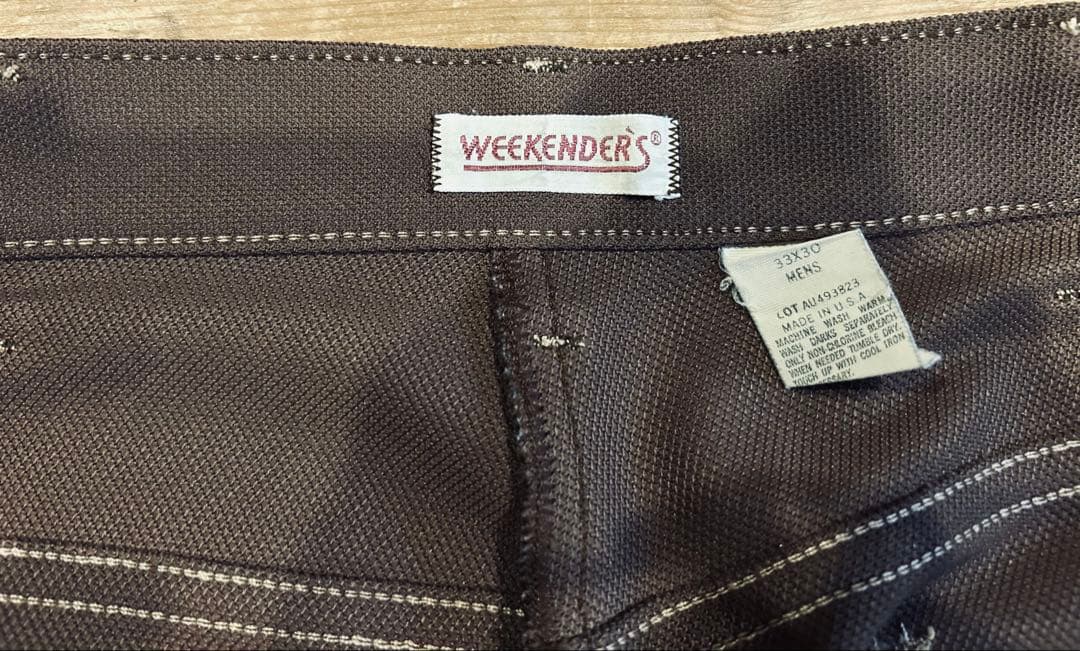 WEEKENDER'S®
33X30
MENS
LOT AU493823
MADE IN U.S.A
MACHINE WASH WARM
WASH DARKS SEPARATELY
ONLY NON-CHLORINE BLEACH
WHEN NEEDED TUMBLE DRY.
TOUCH UP WITH COOL IRON